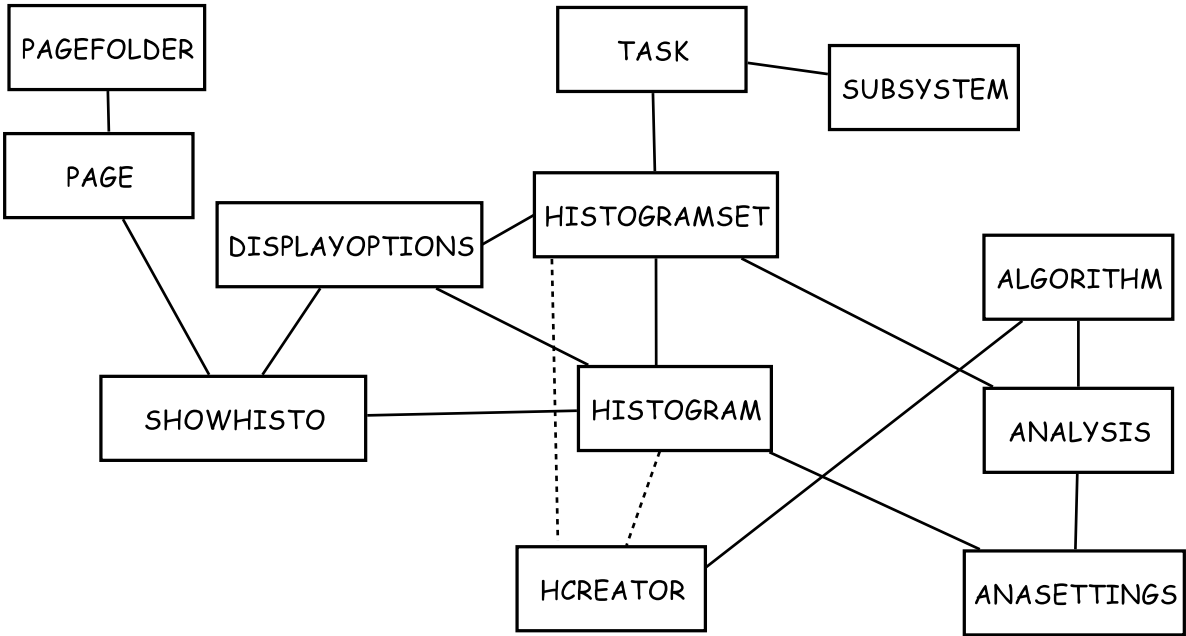 PAGEFOLDER
TASK
SUBSYSTEM
PAGE
HISTOGRAMSET
DISPLAYOPTIONS
ALGORITHM
SHOWHISTO
HISTOGRAM
ANALYSIS
HCREATOR
ANASETTINGS